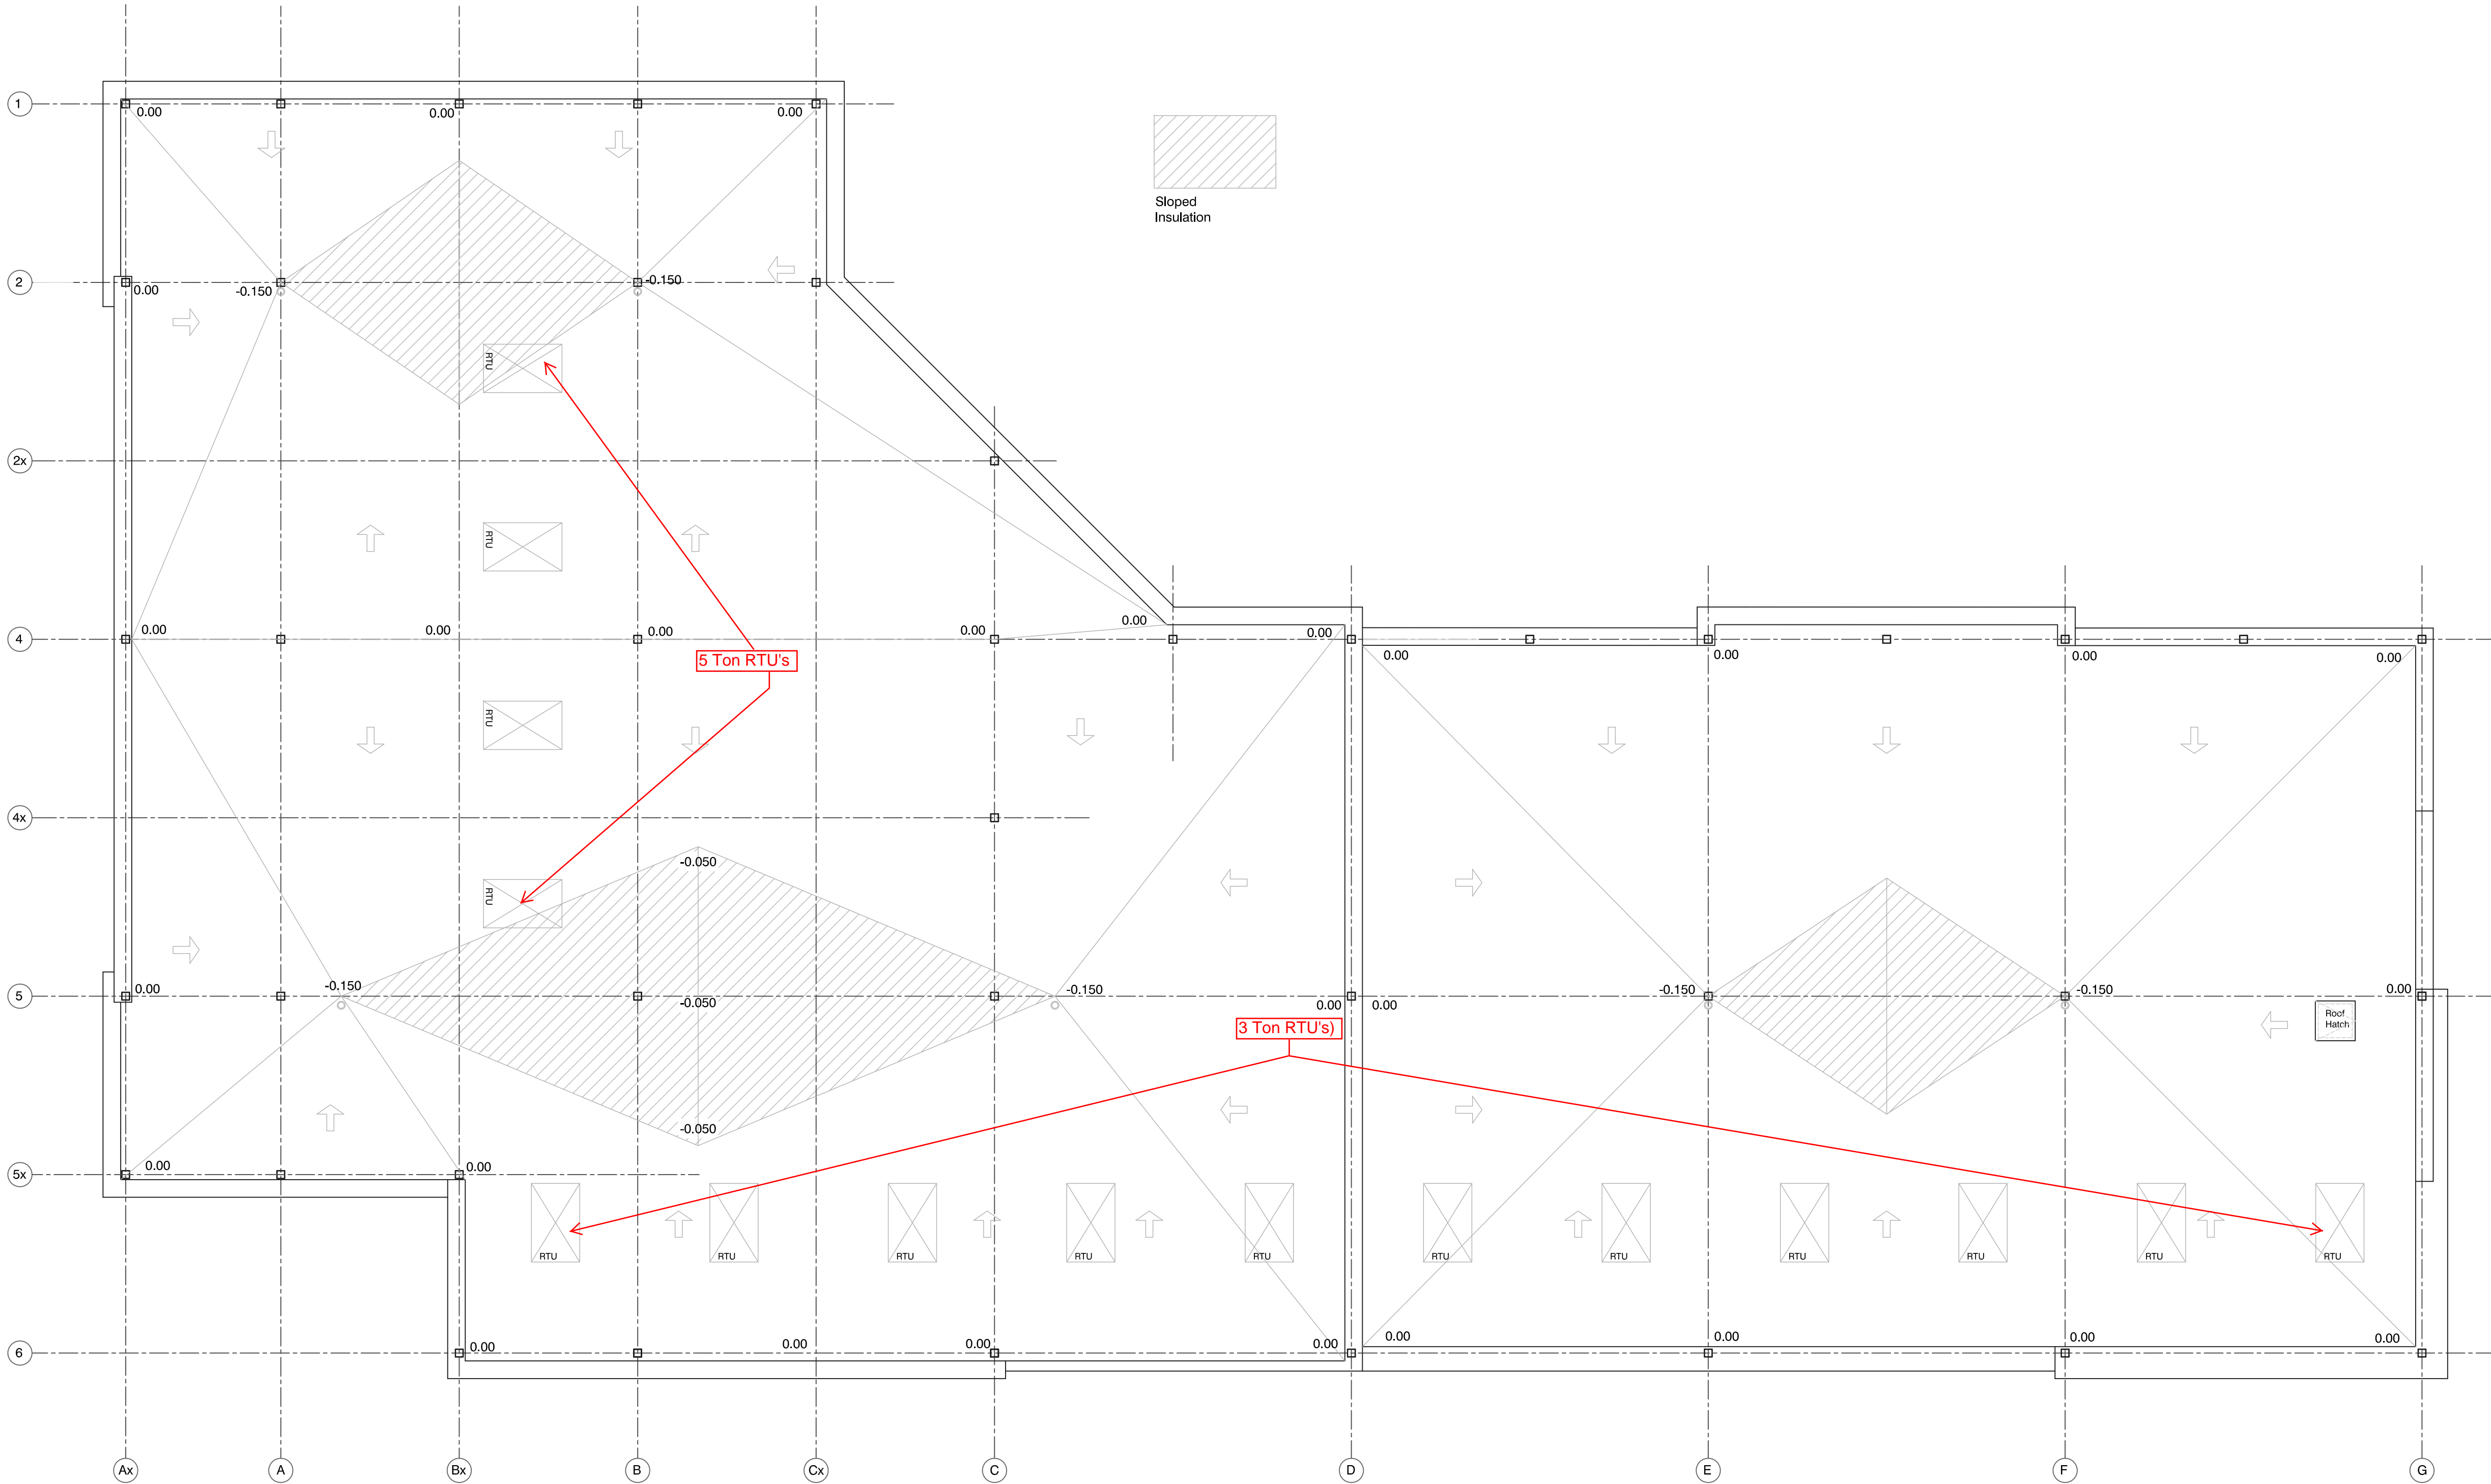 1
0.00
0.00
0.00
Sloped
Insulation
2
0.00
-0.150
-0.150
RTU
2x
RTU
4
0.00
0.00
0.00
0.00
0.00
0.00
0.00
0.00
0.00
0.00
5 Ton RTU's
RTU
4x
-0.050
RTU
5
0.00
-0.150
-0.050
-0.150
0.00
0.00
-0.150
-0.150
0.00
Roof
Hatch
3 Ton RTU's)
-0.050
5x
0.00
0.00
RTU
RTU
RTU
RTU
RTU
RTU
RTU
RTU
RTU
RTU
RTU
6
0.00
0.00
0.00
0.00
0.00
0.00
0.00
0.00
Ax
A
Bx
B
Cx
C
D
E
F
G